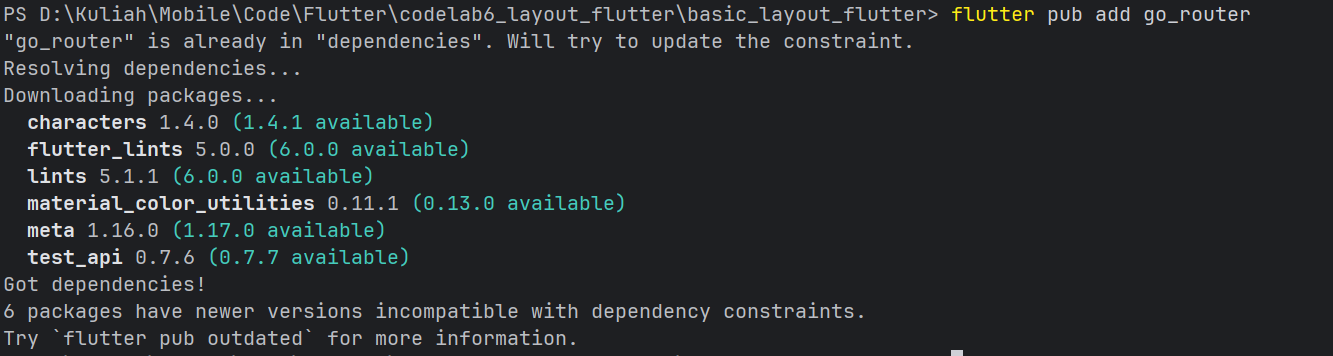 PS D:\Kuliah\Mobile\Code\Flutter\codelab6_layout_flutter\basic_layout_flutter> flutter pub add go_router
"go_router" is already in "dependencies". Will try to update the constraint.
Resolving dependencies...
Downloading packages...
  characters 1.4.0 (1.4.1 available)
  flutter_lints 5.0.0 (6.0.0 available)
  lints 5.1.1 (6.0.0 available)
  material_color_utilities 0.11.1 (0.13.0 available)
  meta 1.16.0 (1.17.0 available)
  test_api 0.7.6 (0.7.7 available)
Got dependencies!
6 packages have newer versions incompatible with dependency constraints.
Try `flutter pub outdated` for more information.